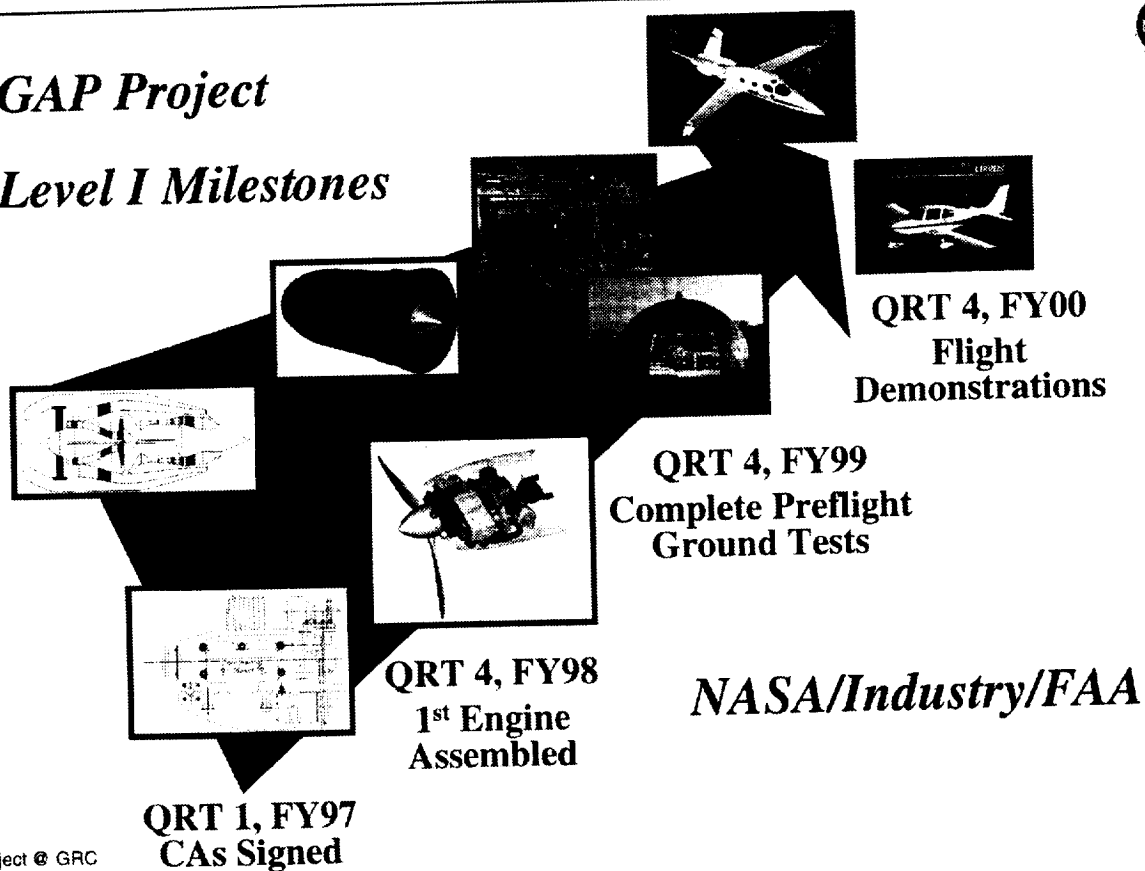 GAP Project
Level I Milestones
CIRRUS
QRT 4, FY00
Flight
Demonstrations
QRT 4, FY99
Complete Preflight
Ground Tests
QRT 4, FY98
1st Engine
Assembled
NASA/Industry/FAA
QRT 1, FY97
CAs Signed
ject @ GRC